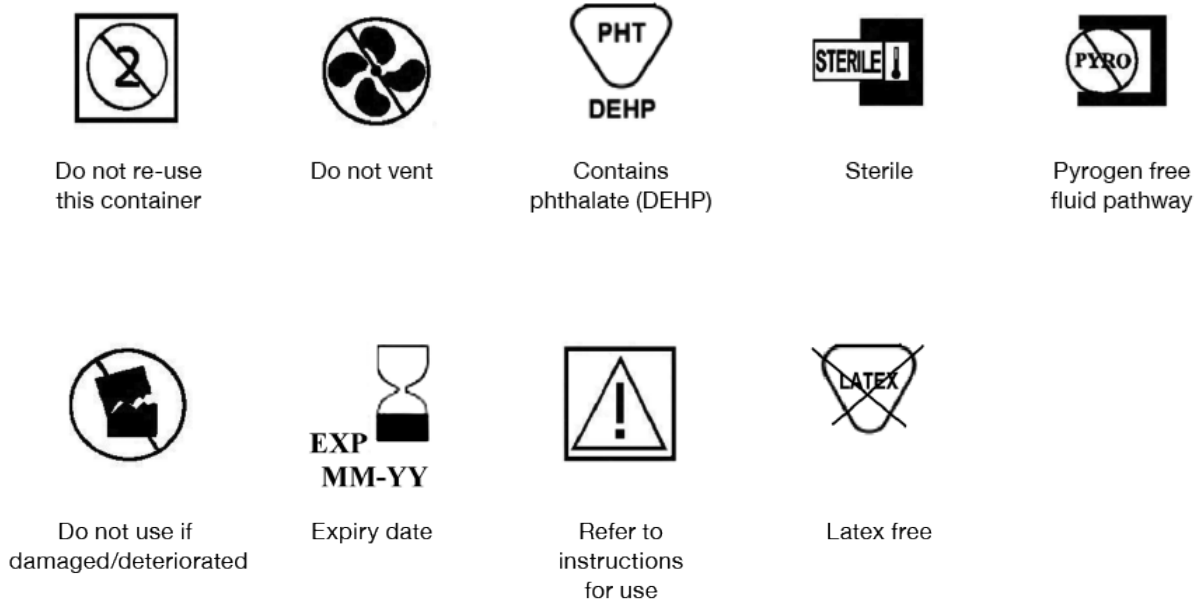 2
PHT
DEHP
STERILE
PYRO
Do not re-use
this container
Do not vent
Contains
phthalate (DEHP)
Sterile
Pyrogen free
fluid pathway
EXP
MM-YY
!
LATEX
Do not use if
damaged/deteriorated
Expiry date
Refer to
instructions
for use
Latex free